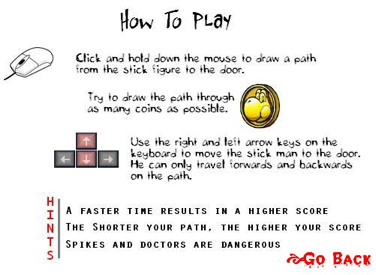 How To Play
Click and hold down the mouse to draw a path
from the stick figure to the door.
Try to draw the path through
as many coins as possible.
Use the right and left arrow keys on the
keyboard to move the stick man to the door.
He can only travel forwards and backwards
on the path.
HINTS
A faster time results in a higher score
The Shorter your path, the higher your score
Spikes and doctors are dangerous
Go Back